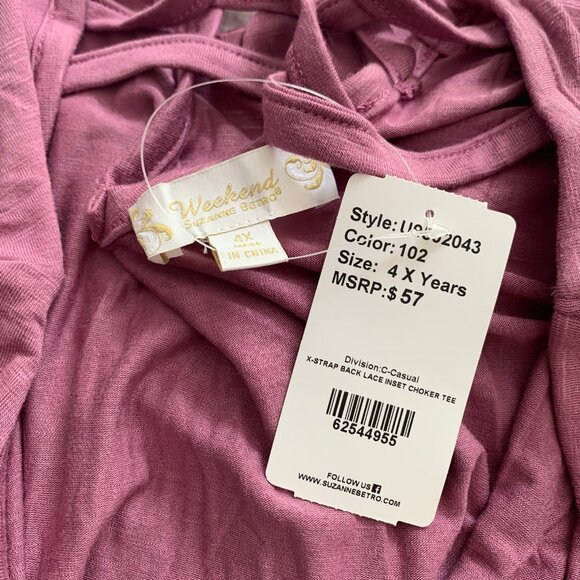 Weekend
SUZANNE BETRO®
4X
MADE
IN CHINA
Style:
Color: 102
Size: 4 X Years
MSRP:$ 57
Division:C-Casual
X-STRAP BACK LACE INSET CHOKER TEE
62544955
FOLLOW US
WWW.SUZANNEBETRO.COM